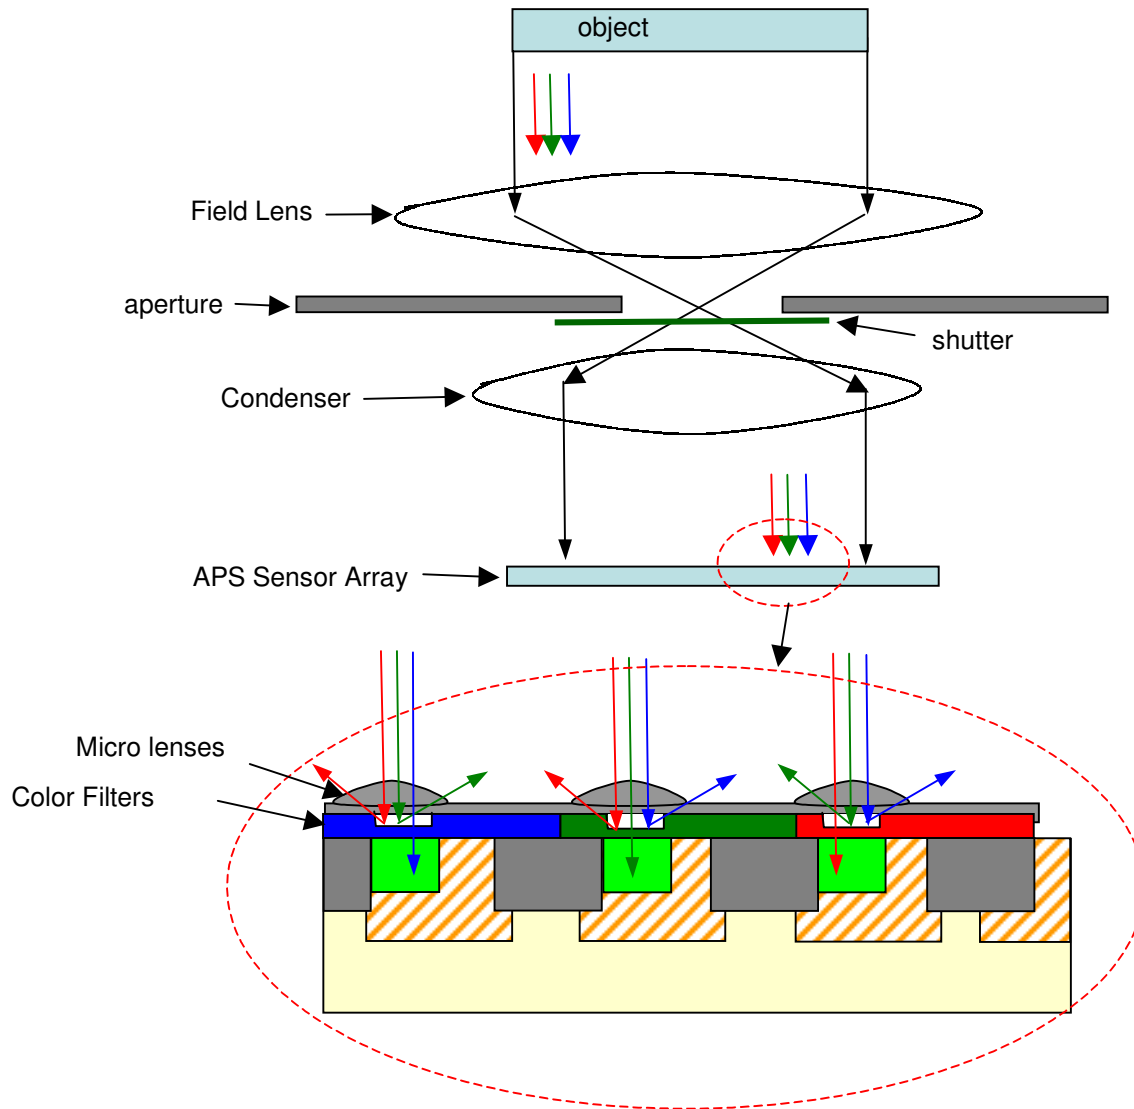 object
Field Lens
aperture
shutter
Condenser
APS Sensor Array
Micro lenses
Color Filters